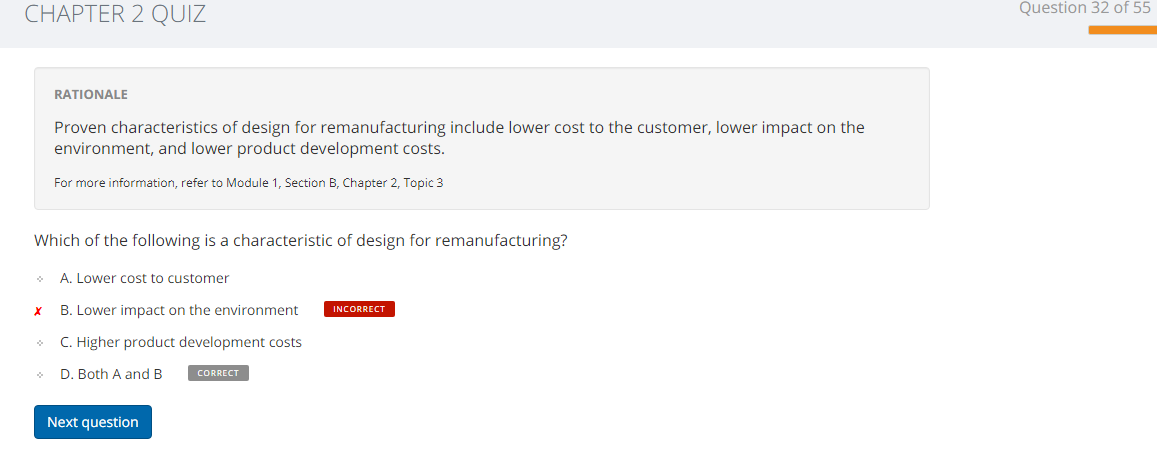 CHAPTER 2 QUIZ
Question 32 of 55
RATIONALE
Proven characteristics of design for remanufacturing include lower cost to the customer, lower impact on the
environment, and lower product development costs.
For more information, refer to Module 1, Section B, Chapter 2, Topic 3
Which of the following is a characteristic of design for remanufacturing?
A. Lower cost to customer
✗ B. Lower impact on the environment INCORRECT
C. Higher product development costs
D. Both A and B CORRECT
Next question